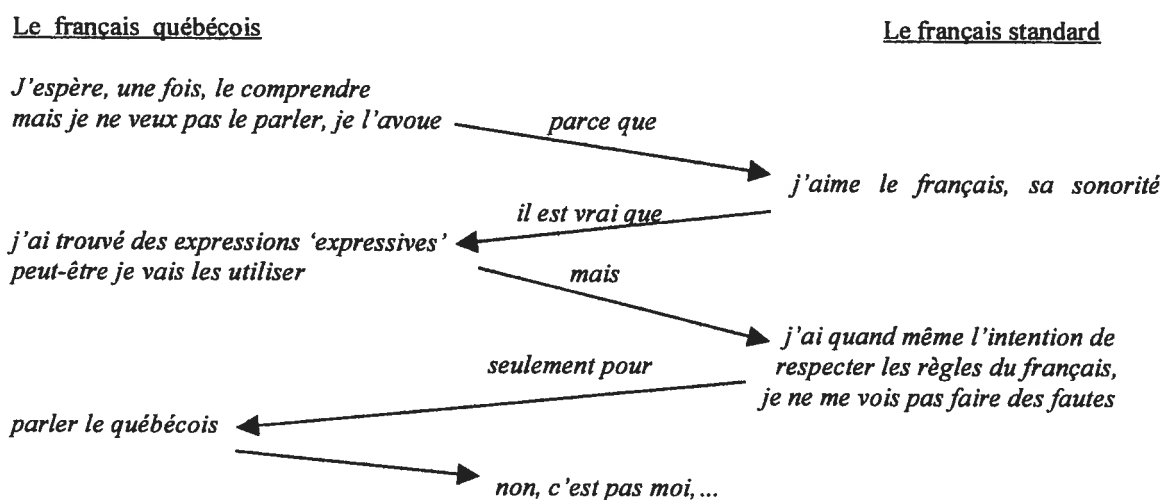 Le français québécois
Le français standard
J'espère, une fois, le comprendre
mais je ne veux pas le parler, je l'avoue
parce que
j'aime le français, sa sonorité
il est vrai que
j'ai trouvé des expressions ‘expressives’
peut-être je vais les utiliser
mais
j'ai quand même l'intention de
respecter les règles du français,
je ne me vois pas faire des fautes
seulement pour
parler le québécois
non, c'est pas moi,...